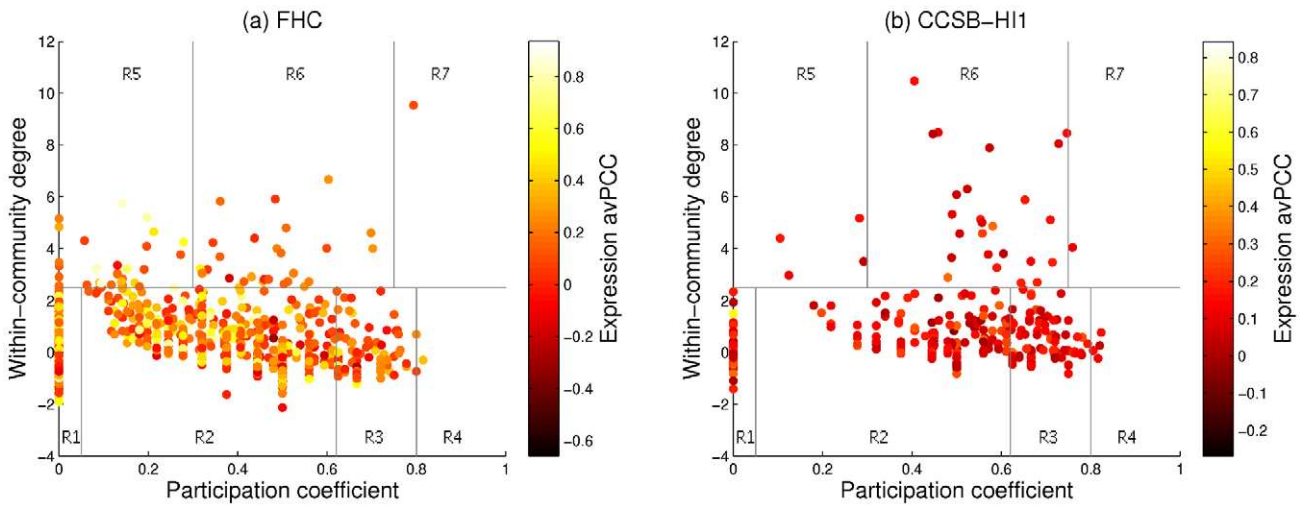 (a) FHC
12
10
8
6
4
2
0
−2
−4
Within−community degree
R5
R6
R7
R1
R2
R3
R4
0
0.2
0.4
0.6
0.8
1
Participation coefficient
0.8
0.6
0.4
0.2
0
−0.2
−0.4
−0.6
Expression avPCC
(b) CCSB−HI1
12
10
8
6
4
2
0
−2
−4
Within−community degree
R5
R6
R7
R1
R2
R3
R4
0
0.2
0.4
0.6
0.8
1
Participation coefficient
0.8
0.7
0.6
0.5
0.4
0.3
0.2
0.1
0
−0.1
−0.2
Expression avPCC